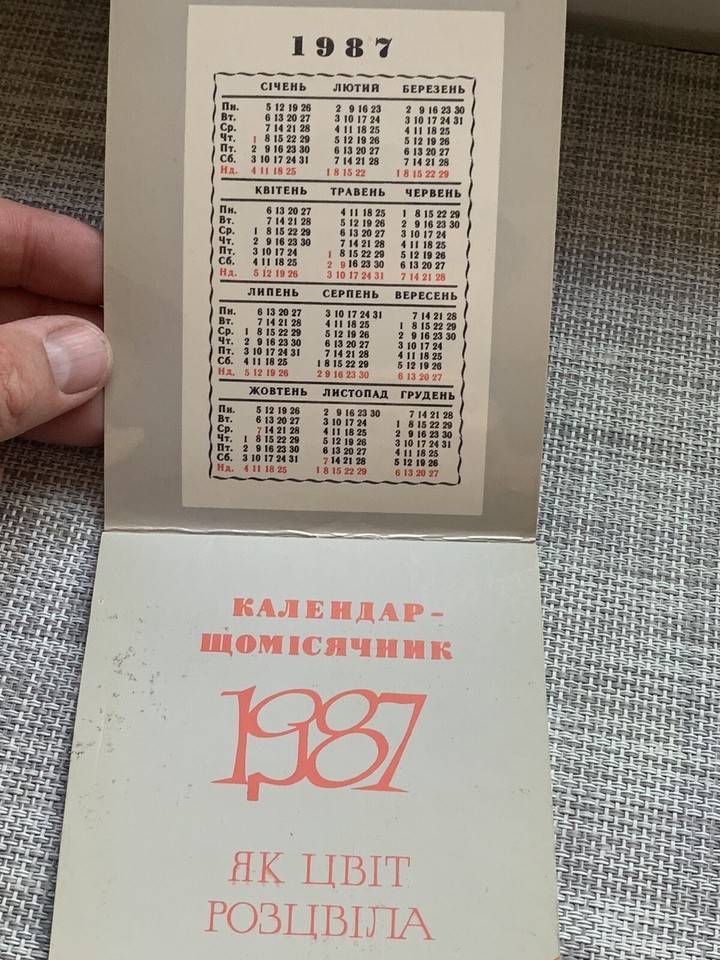 1987
СІЧЕНЬ ЛЮТИЙ БЕРЕЗЕНЬ
Пн. 5 12 19 26 2 9 16 23 2 9 16 23 30
Вт. 6 13 20 27 3 10 17 24 3 10 17 24 31
Ср. 7 14 21 28 4 11 18 25 4 11 18 25
Чт. 1 8 15 22 29 5 12 19 26 5 12 19 26
Пт. 2 9 16 23 30 6 13 20 27 6 13 20 27
Сб. 3 10 17 24 31 7 14 21 28 7 14 21 28
Нд. 4 11 18 25 1 8 15 22 1 8 15 22 29
КВІТЕНЬ ТРАВЕНЬ ЧЕРВЕНЬ
Пн. 6 13 20 27 4 11 18 25 1 8 15 22 29
Вт. 7 14 21 28 5 12 19 26 2 9 16 23 30
Ср. 1 8 15 22 29 6 13 20 27 3 10 17 24
Чт. 2 9 16 23 30 7 14 21 28 4 11 18 25
Пт. 3 10 17 24 1 8 15 22 29 5 12 19 26
Сб. 4 11 18 25 2 9 16 23 30 6 13 20 27
Нд. 5 12 19 26 3 10 17 24 31 7 14 21 28
ЛИПЕНЬ СЕРПЕНЬ ВЕРЕСЕНЬ
Пн. 6 13 20 27 3 10 17 24 31 7 14 21 28
Вт. 7 14 21 28 4 11 18 25 1 8 15 22 29
Ср. 1 8 15 22 29 5 12 19 26 2 9 16 23 30
Чт. 2 9 16 23 30 6 13 20 27 3 10 17 24
Пт. 3 10 17 24 31 7 14 21 28 4 11 18 25
Сб. 4 11 18 25 1 8 15 22 29 5 12 19 26
Нд. 5 12 19 26 2 9 16 23 30 6 13 20 27
ЖОВТЕНЬ ЛИСТОПАД ГРУДЕНЬ
Пн. 5 12 19 26 2 9 16 23 30 7 14 21 28
Вт. 6 13 20 27 3 10 17 24 1 8 15 22 29
Ср. 7 14 21 28 4 11 18 25 2 9 16 23 30
Чт. 1 8 15 22 29 5 12 19 26 3 10 17 24 31
Пт. 2 9 16 23 30 6 13 20 27 4 11 18 25
Сб. 3 10 17 24 31 7 14 21 28 5 12 19 26
Нд. 4 11 18 25 1 8 15 22 29 6 13 20 27
КАЛЕНДАР-
ЩОМІСЯЧНИК
1987
ЯК ЦВІТ
РОЗЦВІЛА